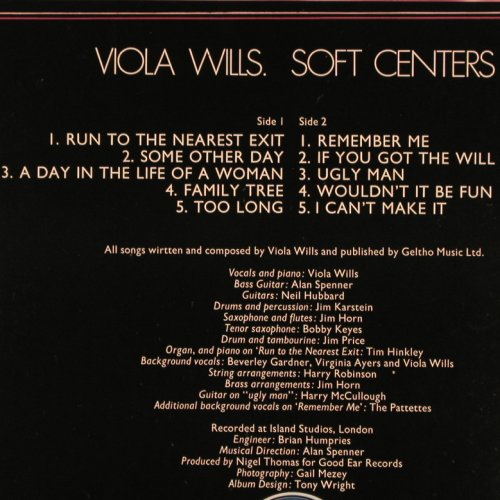 VIOLA WILLS. SOFT CENTERS
Side 1
1. RUN TO THE NEAREST EXIT
2. SOME OTHER DAY
3. A DAY IN THE LIFE OF A WOMAN
4. FAMILY TREE
5. TOO LONG
Side 2
1. REMEMBER ME
2. IF YOU GOT THE WILL
3. UGLY MAN
4. WOULDN'T IT BE FUN
5. I CAN'T MAKE IT
All songs wirtten and composed by Viola Wills and published by Geltho Music Ltd.
Vocals and piano: Viola Wills
Bass Guitar: Alan Spenner
Guitars: Neil Hubbard
Drums and percussion: Jim Karstein
Saxophone and flutes: Jim Horn
Tenor saxophone: Bobby Keyes
Drum and tambourine: Jim Price
Organ, and piano on 'Run to the Nearest Exit: Tim Hinkley
Background vocals: Beverley Gardner, Virginia Ayers and Viola Wills
String arrangements: Harry Robinson
Brass arrangements: Jim Horn
Guitar on "ugly man": Harry McCullough
Additional background vocals on 'Remember Me': The Pattettes
Recorded at Island Studios, London
Engineer: Brian Humpries
Musical Direction: Alan Spenner
Produced by Nigel Thomas for Good Ear Records
Photography: Gail Mezey
Album Design: Tony Wright